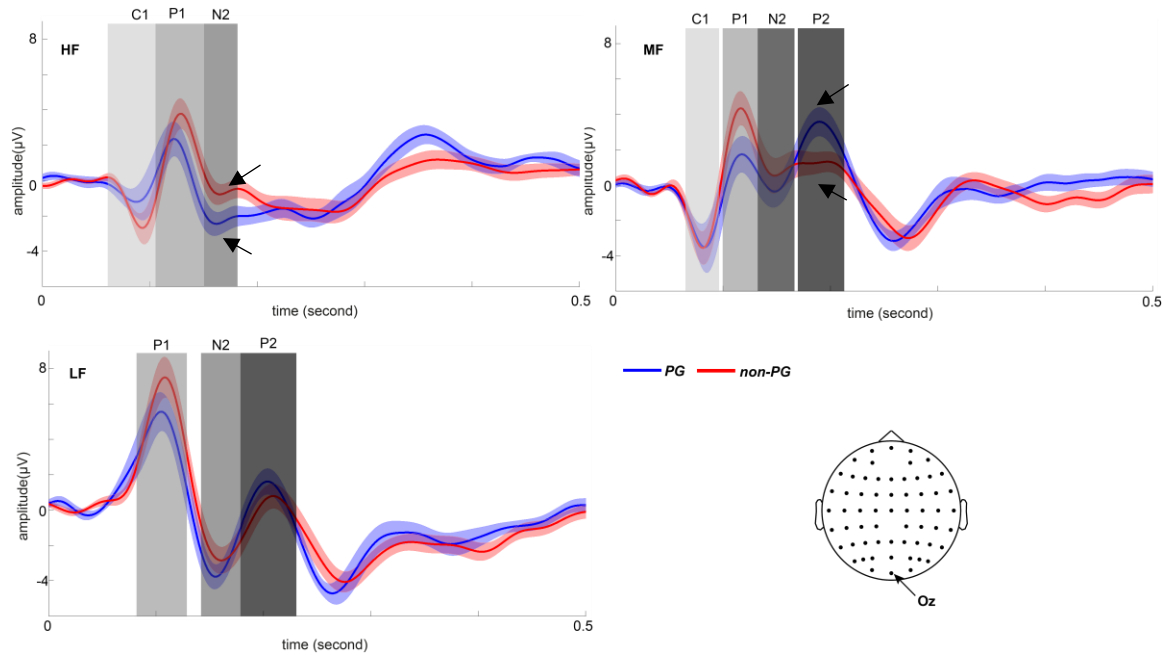 C1 P1 N2
8
HF
0
-4
amplitude(μV)
0 0.5
time (second)
C1 P1 N2 P2
8
MF
0
-4
amplitude(μV)
0 0.5
time (second)
P1 N2 P2
8
LF
0
-4
amplitude(μV)
0 0.5
time (second)
PG non-PG
Oz